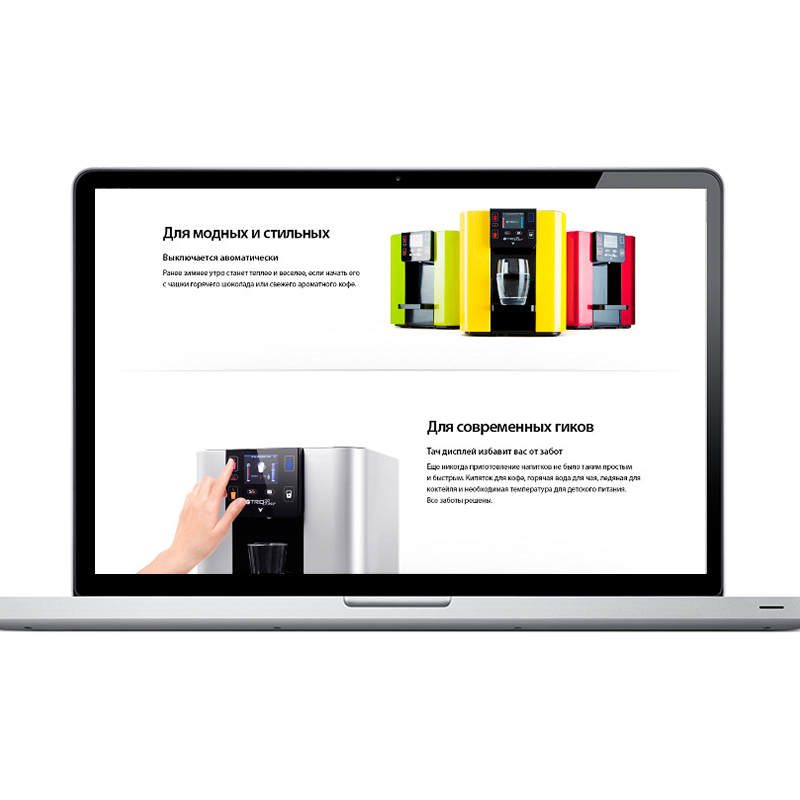 Для модных и стильных
Выключается авоматически
Ранее зимнее утро станет теплее и веселее, если начать его
с чашки горячего шоколада или свежего ароматного кофе.
Для современных гиков
Тач дисплей избавит вас от забот
Еще никогда приготовление напитков не было таким простым
и быстрым. Кипяток для кофе, горячая вода для чая, ледяная для
коктейля и необходимая температура для детского питания.
Все заботы решены.